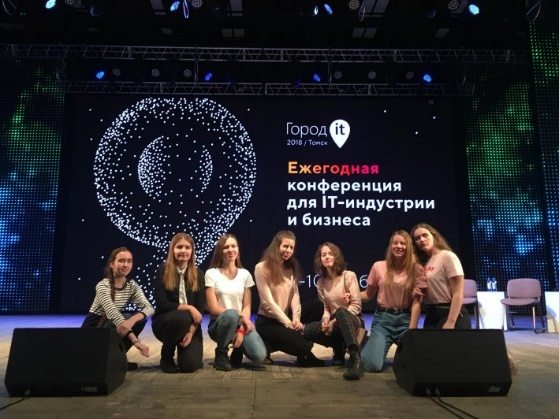 Город it
2018 / Томск
Ежегодная
конференция
для IT-индустрии
и бизнеса